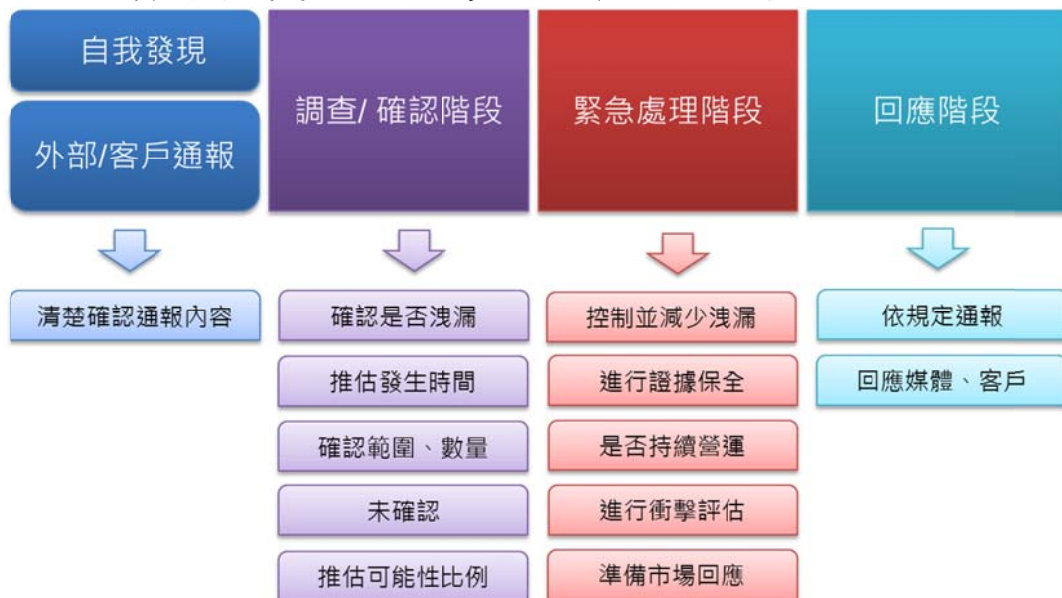 自我發現
外部/客戶通報
清楚確認通報內容
調查/ 確認階段
確認是否洩漏
推估發生時間
確認範圍、數量
未確認
推估可能性比例
緊急處理階段
控制並減少洩漏
進行證據保全
是否持續營運
進行衝擊評估
準備市場回應
回應階段
依規定通報
回應媒體、客戶